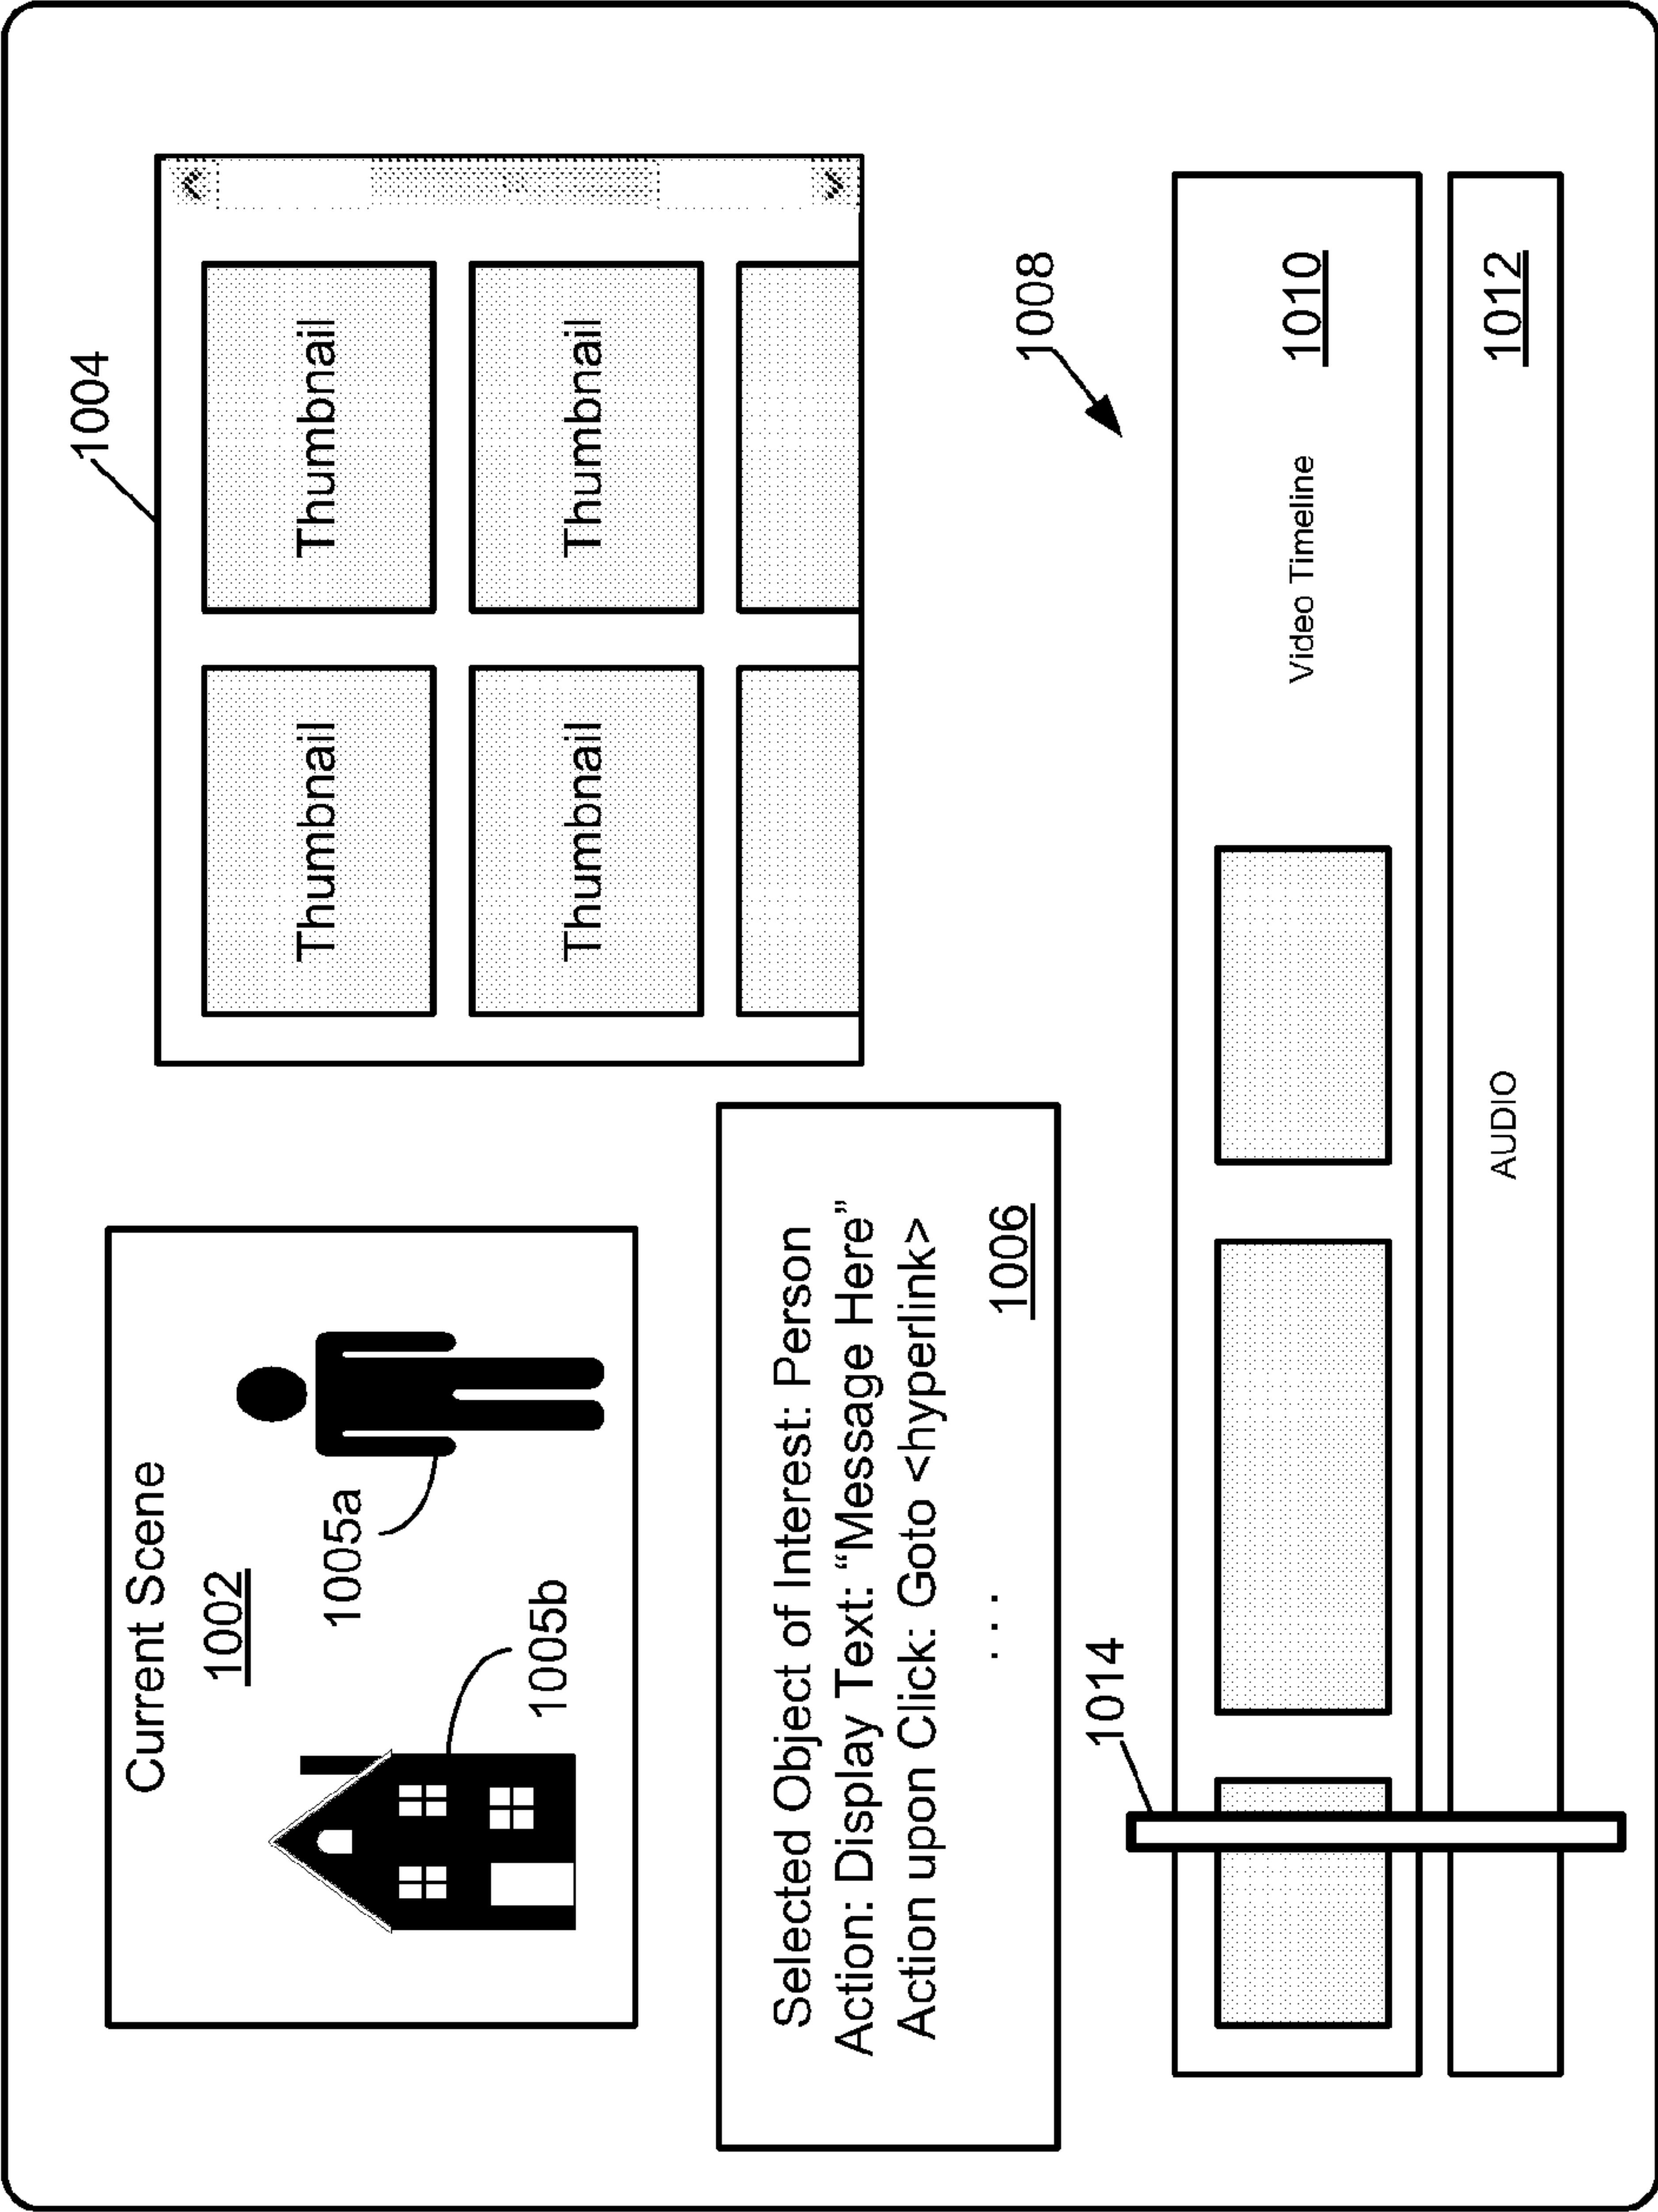 Current Scene
1002
1005a
1005b
1004
Thumbnail
Thumbnail
Thumbnail
Thumbnail
Selected Object of Interest: Person
Action: Display Text: “Message Here”
Action upon Click: Goto <hyperlink>
. . .
1006
1008
1014
Video Timeline
1010
AUDIO
1012